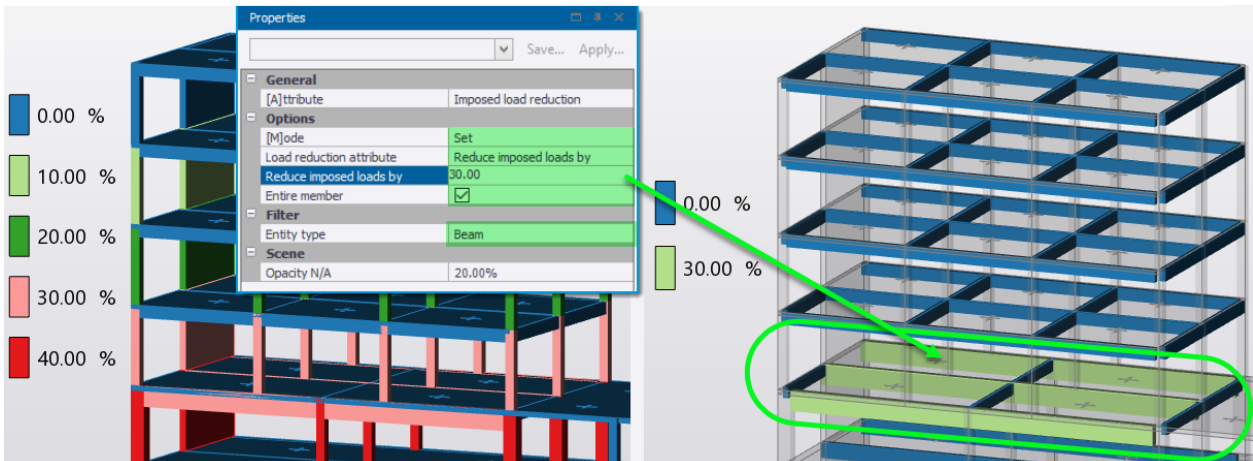 Properties
Save... Apply...
General
[A]ttribute Imposed load reduction
Options
[M]ode Set
Load reduction attribute Reduce imposed loads by
Reduce imposed loads by 30.00
Entire member
Filter
Entity type Beam
Scene
Opacity N/A 20.00%
0.00 %
10.00 %
20.00 %
30.00 %
40.00 %
0.00 %
30.00 %